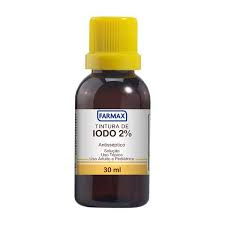 FARMAX
TINTURA DE
IODO 2%
Antisséptico
Solução
Uso Tópico
Uso Adulto e Pediátrico
30 ml